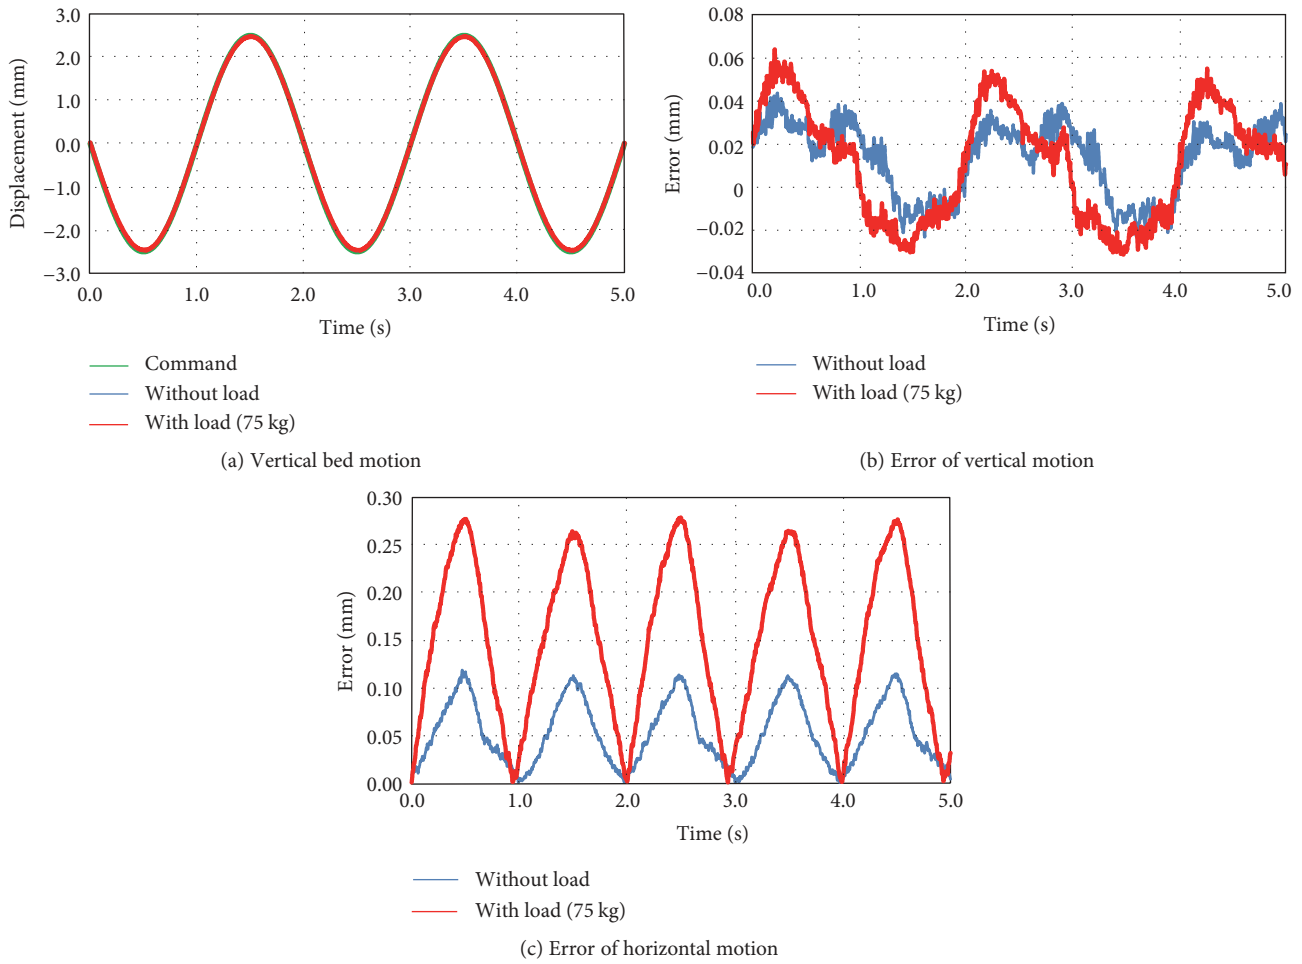 3.0
2.0
1.0
0.0
−1.0
−2.0
−3.0
Displacement (mm)
0.0 1.0 2.0 3.0 4.0 5.0
Time (s)
Command
Without load
With load (75 kg)
(a) Vertical bed motion
0.08
0.06
0.04
0.02
0
−0.02
−0.04
Error (mm)
0.0 1.0 2.0 3.0 4.0 5.0
Time (s)
Without load
With load (75 kg)
(b) Error of vertical motion
0.30
0.25
0.20
0.15
0.10
0.05
0.00
Error (mm)
0.0 1.0 2.0 3.0 4.0 5.0
Time (s)
Without load
With load (75 kg)
(c) Error of horizontal motion